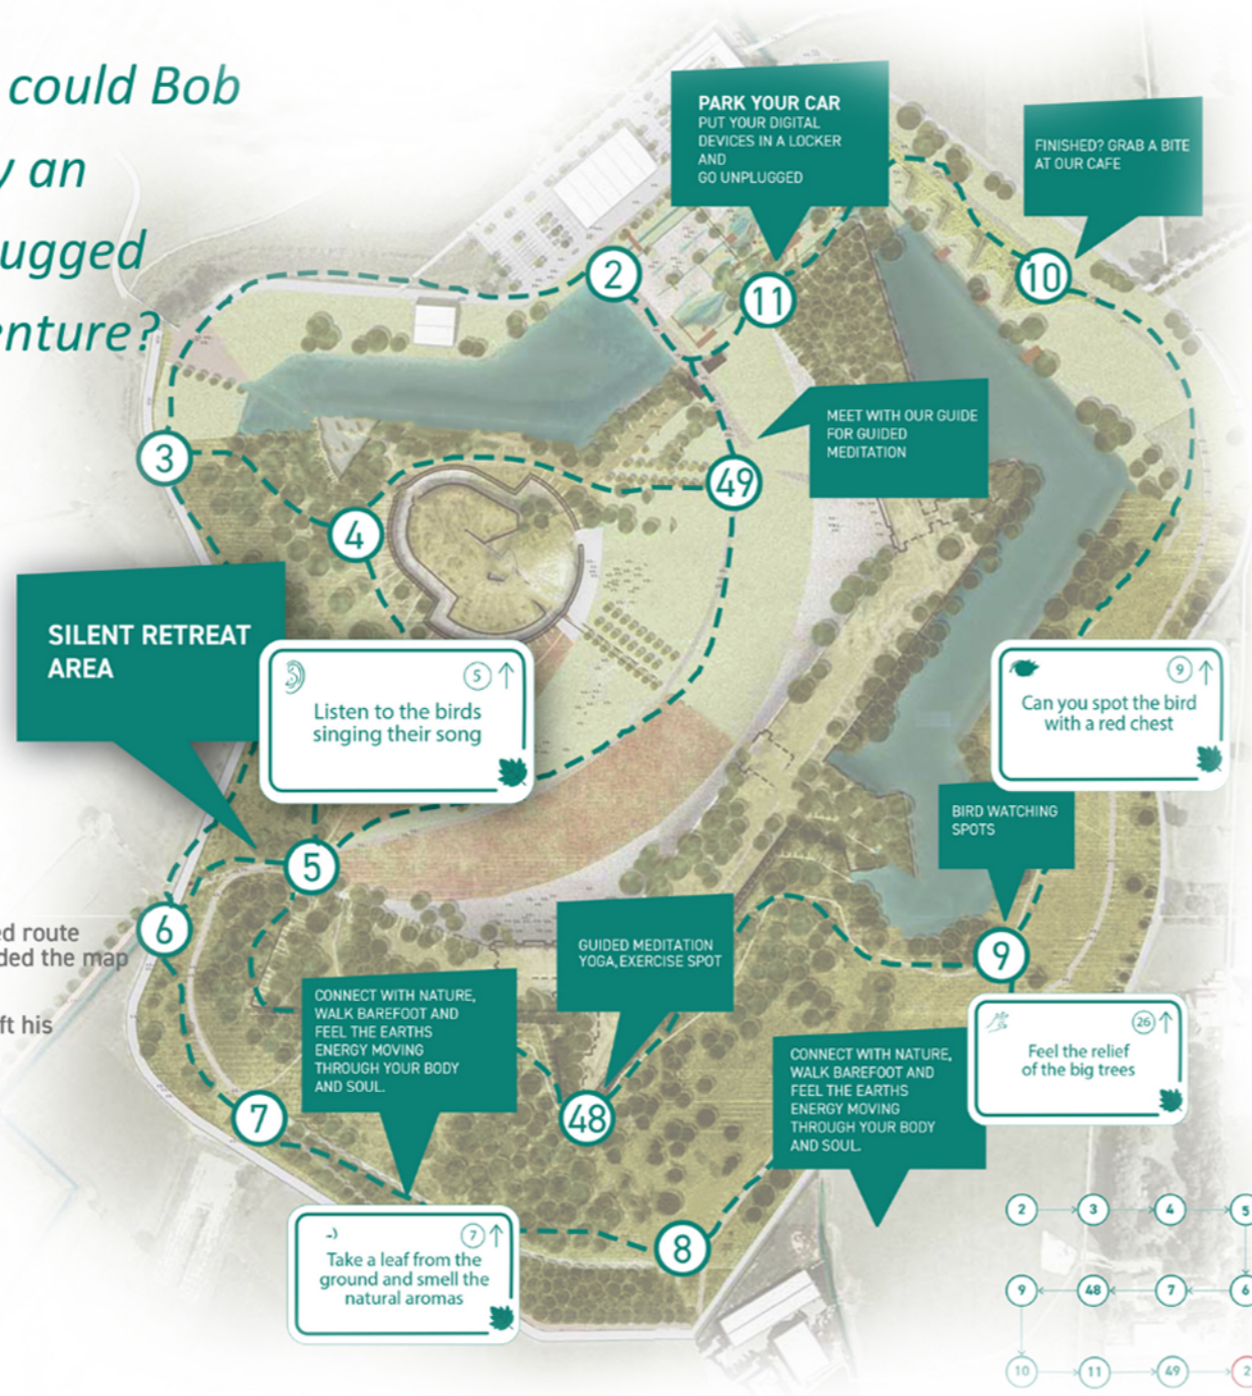 could Bob
y an
ugged
enture?
PARK YOUR CAR
PUT YOUR DIGITAL
DEVICES IN A LOCKER
AND
GO UNPLUGGED
FINISHED? GRAB A BITE
AT OUR CAFE
2
10
11
MEET WITH OUR GUIDE
FOR GUIDED
MEDITATION
3
49
4
SILENT RETREAT
AREA
5
Listen to the birds
singing their song
9
Can you spot the bird
with a red chest
BIRD WATCHING
SPOTS
5
6
ed route
ded the map
ft his
GUIDED MEDITATION
YOGA,EXERCISE SPOT
9
CONNECT WITH NATURE,
WALK BAREFOOT AND
FEEL THE EARTHS
ENERGY MOVING
THROUGH YOUR BODY
AND SOUL.
26
Feel the relief
of the big trees
CONNECT WITH NATURE,
WALK BAREFOOT AND
FEEL THE EARTHS
ENERGY MOVING
THROUGH YOUR BODY
AND SOUL.
7
48
7
Take a leaf from the
ground and smell the
natural aromas
8
2 3 4 5
9 48 7 6
10 11 49 2